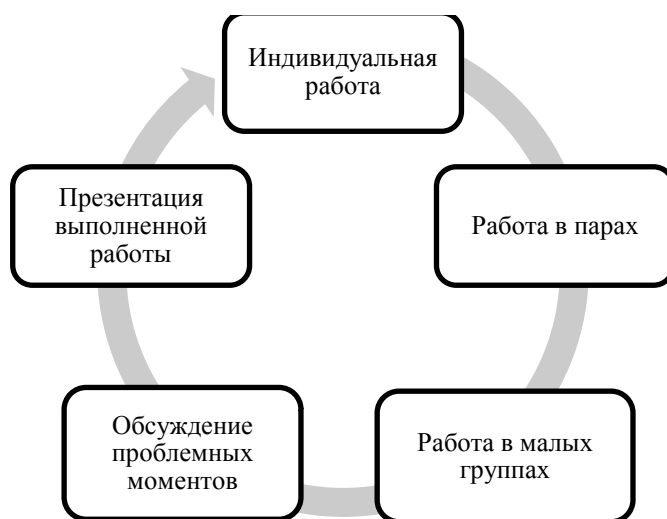 Индивидуальная
работа
Работа в парах
Работа в малых
группах
Обсуждение
проблемных
моментов
Презентация
выполненной
работы